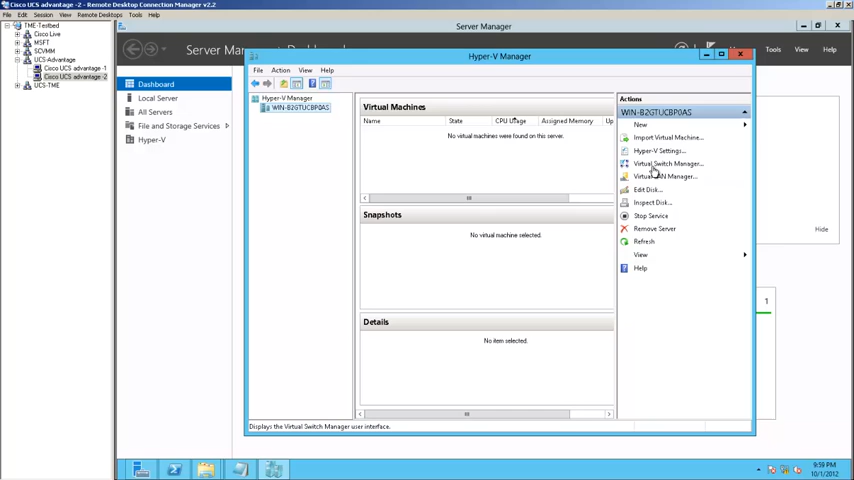 Cisco UCS advantage -2 - Remote Desktop Connection Manager v2.2
File Edit Session View Remote Desktops Tools Help
TME-Testbed
Cisco Live
MSFT
SCVMM
UCS-Advantage
Cisco UCS advantage -1
Cisco UCS advantage -2
UCS-TME
Server Manager
Server Man
Tools View Help
Dashboard
Local Server
All Servers
File and Storage Services
Hyper-V
Hide
1
Hyper-V Manager
File Action View Help
Hyper-V Manager
WIN-B2GTUCBP0AS
Virtual Machines
Name State CPU Usage Assigned Memory Up
No virtual machines were found on this server.
Snapshots
No virtual machine selected.
Details
No item selected.
Actions
WIN-B2GTUCBP0AS
New
Import Virtual Machine...
Hyper-V Settings...
Virtual Switch Manager...
Virtual SAN Manager...
Edit Disk...
Inspect Disk...
Stop Service
Remove Server
Refresh
View
Help
Displays the Virtual Switch Manager user interface.
9:59 PM
10/1/2012